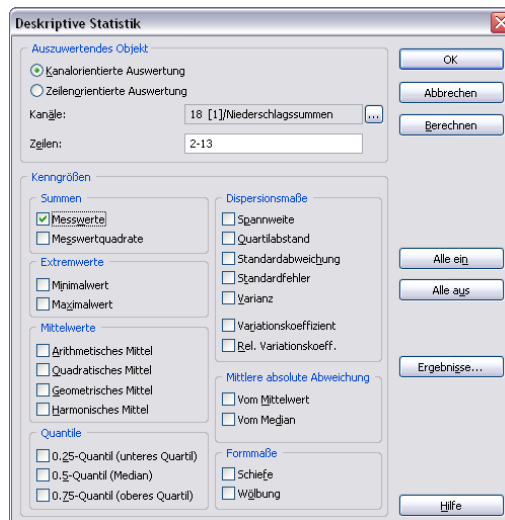 Deskriptive Statistik
Auszuwertendes Objekt
Kanalorientierte Auswertung
Zeilenorientierte Auswertung
Kanäle:
18 [1]/Niederschlagssummen
...
Zeilen:
2-13
OK
Abbrechen
Berechnen
Kenngrößen
Summen
Messwerte
Messwertquadrate
Extremwerte
Minimalwert
Maximalwert
Mittelwerte
Arithmetisches Mittel
Quadratisches Mittel
Geometrisches Mittel
Harmonisches Mittel
Quantile
0.25-Quantil (unteres Quartil)
0.5-Quantil (Median)
0.75-Quantil (oberes Quartil)
Dispersionsmaße
Spannweite
Quartilabstand
Standardabweichung
Standardfehler
Varianz
Variationskoeffizient
Rel. Variationskoeff.
Mittlere absolute Abweichung
Vom Mittelwert
Vom Median
Formmaße
Schiefe
Wölbung
Alle ein
Alle aus
Ergebnisse...
Hilfe